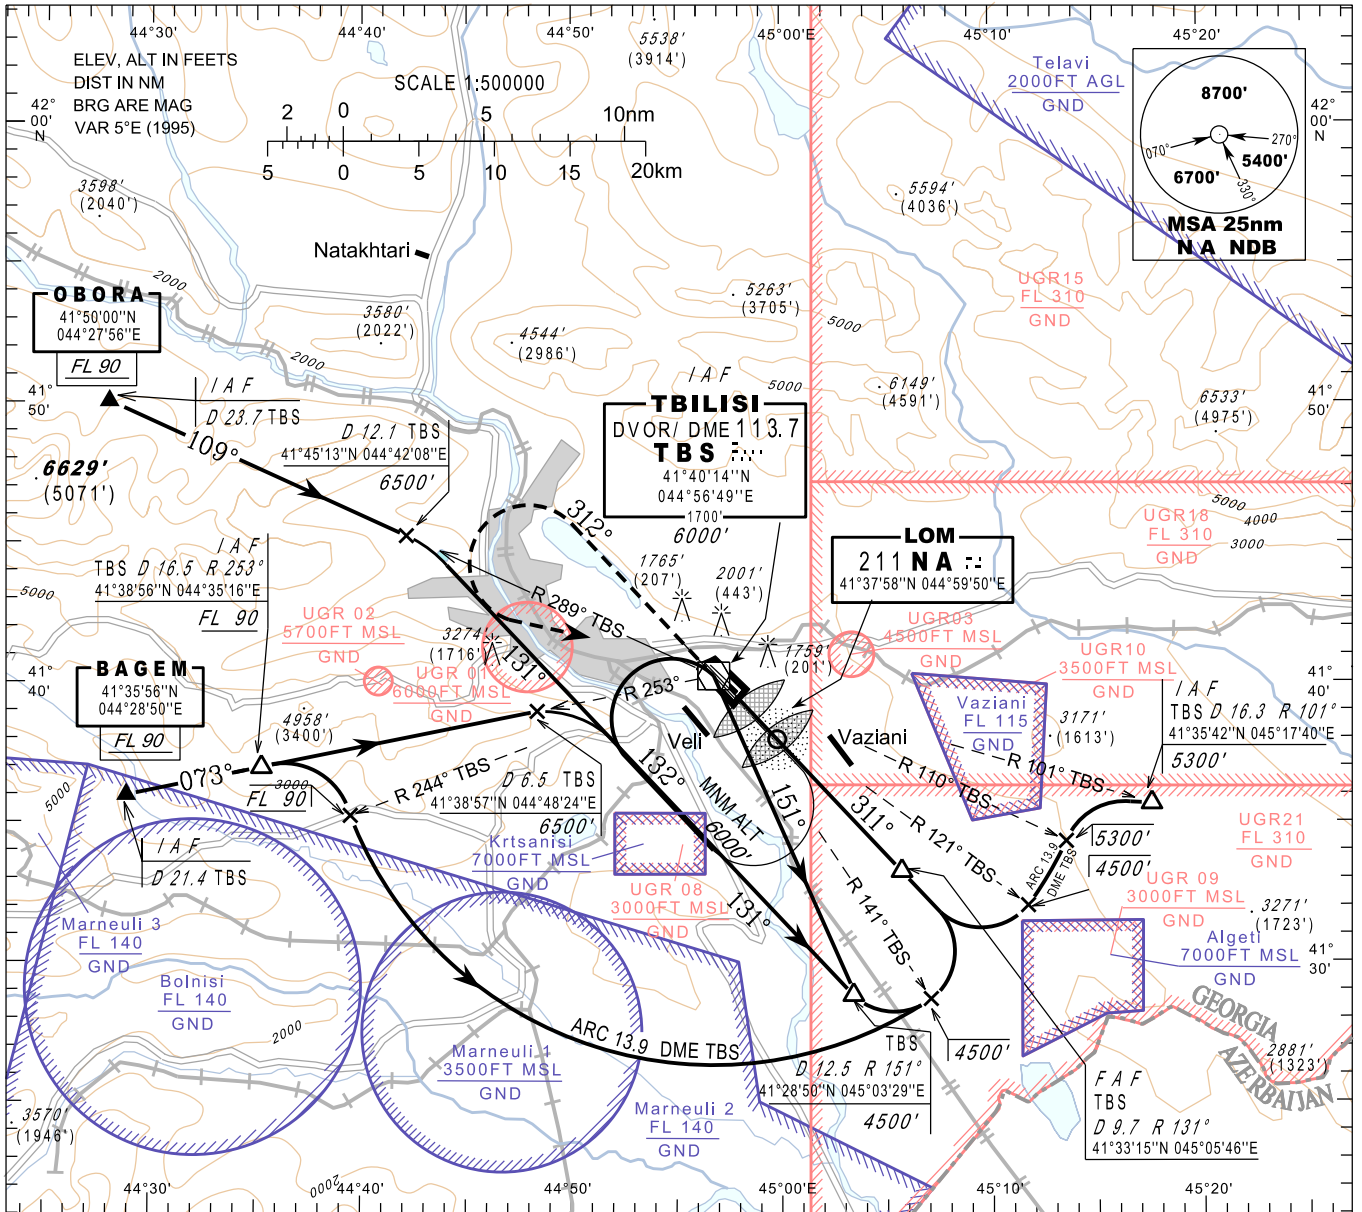 44°30'
44°40'
44°50'
45°00'E
45°10'
45°20'
ELEV, ALT IN FEETS
DIST IN NM
BRG ARE MAG
VAR 5°E (1995)
42°
00'
N
SCALE 1:500000
2 0 5 10nm
5 0 5 10 15 20km
5538'
(3914')
Telavi
2000FT AGL
GND
8700'
070°
270°
5400'
6700'
330°
MSA 25nm
NA NDB
42°
00'
N
3598'
(2040')
5594'
(4036')
Natakhtari
2000
UGR15
FL 310
GND
5263'
(3705')
OBORA
41°50'00"N
044°27'56"E
FL 90
3580'
(2022')
4544'
(2986')
5000
2000
IAF
D 23.7 TBS
41°
50'
IAF
5000
TBILISI
DVOR/ DME 113.7
TBS
41°40'14"N
044°56'49"E
1700'
6000'
6149'
(4591')
6533'
(4975')
41°
50'
109°
D 12.1 TBS
41°45'13"N 044°42'08"E
6500'
6629'
(5071')
312°
UGR18
FL 310
GND
5000
4000
3000
LOM
211 NA
41°37'58"N 044°59'50"E
IAF
TBS D 16.5 R 253°
41°38'56"N 044°35'16"E
FL 90
5000
1765'
(207')
2001'
(443')
R 289° TBS
UGR 02
5700FT MSL
GND
3274'
(1716')
131°
UGR 01
6000FT MSL
GND
1759'
(201')
UGR03
4500FT MSL
GND
UGR10
3500FT MSL
GND
BAGEM
41°35'56"N
044°28'50"E
FL 90
41°
40'
R 253°
Vaziani
FL 115
GND
IAF
TBS D 16.3 R 101°
41°35'42"N 045°17'40"E
5300'
41°
40'
4958'
(3400')
Veli
Vaziani
3171'
(1613')
R 101° TBS
R 110° TBS
073°
3000
FL 90
5000
R 244° TBS
D 6.5 TBS
41°38'57"N 044°48'24"E
6500'
132°
MNM ALT
6000'
151°
311°
R 121° TBS
5300'
4500'
ARC 13.9
DME TBS
UGR21
FL 310
GND
IAF
D 21.4 TBS
Krtsanisi
7000FT MSL
GND
UGR 08
3000FT MSL
GND
131°
R 141° TBS
UGR 09
3000FT MSL
GND
3271'
(1723')
Marneuli 3
FL 140
GND
Algeti
7000FT MSL
GND
41°
30'
Bolnisi
FL 140
GND
2000
GEORGIA
AZERBAIJAN
ARC 13.9 DME TBS
TBS
D 12.5 R 151°
41°28'50"N 045°03'29"E
4500'
4500'
2881'
(1323')
Marneuli 1
3500FT MSL
GND
FAF
TBS
D 9.7 R 131°
41°33'15"N 045°05'46"E
3570'
(1946')
Marneuli 2
FL 140
GND
2000
44°30'
44°40'
44°50'
45°00'E
45°10'
45°20'